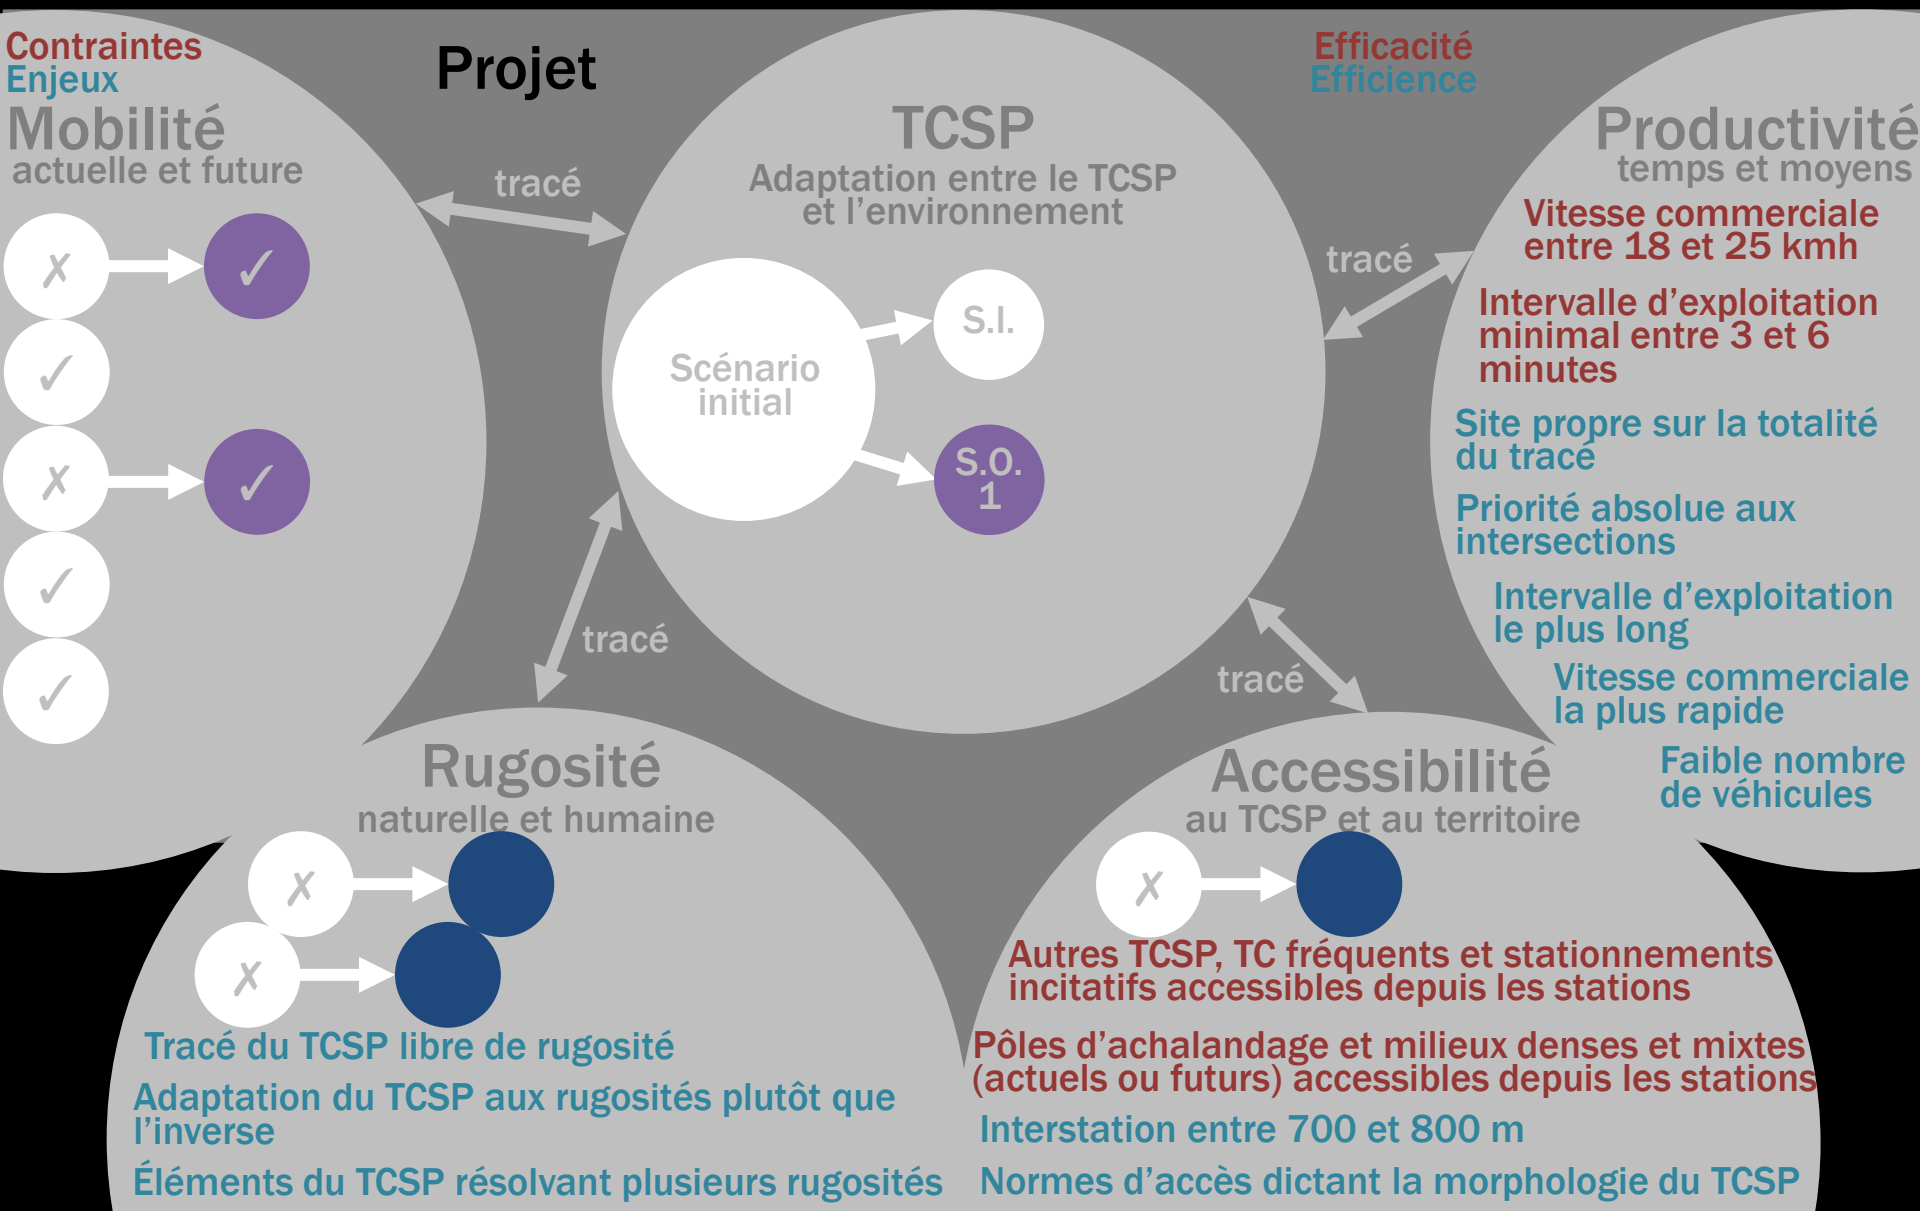 Contraintes
Enjeux
Mobilité
actuelle et future
✗
✓
✓
✗
✓
✓
✓
Projet
tracé
TCSP
Adaptation entre le TCSP
et l'environnement
Scénario
initial
S.I.
S.O.
1
tracé
tracé
tracé
Efficacité
Efficience
Productivité
temps et moyens
Vitesse commerciale
entre 18 et 25 kmh
Intervalle d'exploitation
minimal entre 3 et 6
minutes
Site propre sur la totalité
du tracé
Priorité absolue aux
intersections
Intervalle d'exploitation
le plus long
Vitesse commerciale
la plus rapide
Faible nombre
de véhicules
Rugosité
naturelle et humaine
✗
✗
Tracé du TCSP libre de rugosité
Adaptation du TCSP aux rugosités plutôt que
l'inverse
Éléments du TCSP résolvant plusieurs rugosités
Accessibilité
au TCSP et au territoire
✗
Autres TCSP, TC fréquents et stationnements
incitatifs accessibles depuis les stations
Pôles d'achalandage et milieux denses et mixtes
(actuels ou futurs) accessibles depuis les stations
Interstation entre 700 et 800 m
Normes d'accès dictant la morphologie du TCSP